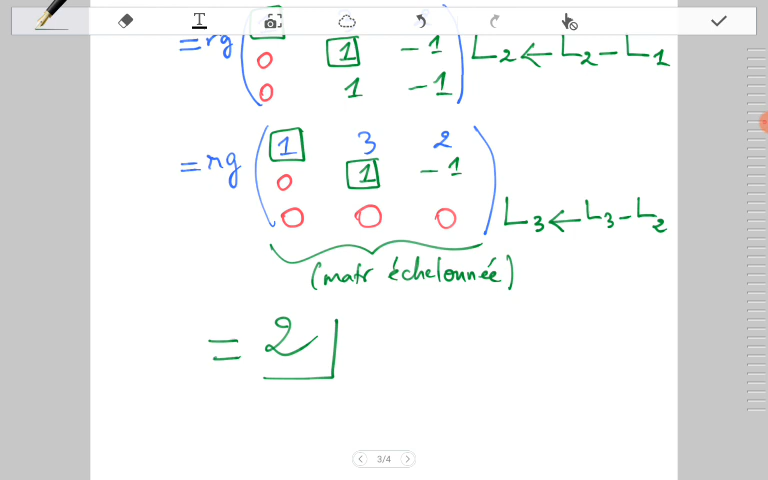 T
=rg( 0 1 -1 ) L2←L2-L1
0 1 -1
=rg( 1 3 2 )
0 1 -1
0 0 0 L3←L3-L2
(matr échelonnée)
= 2
3/4